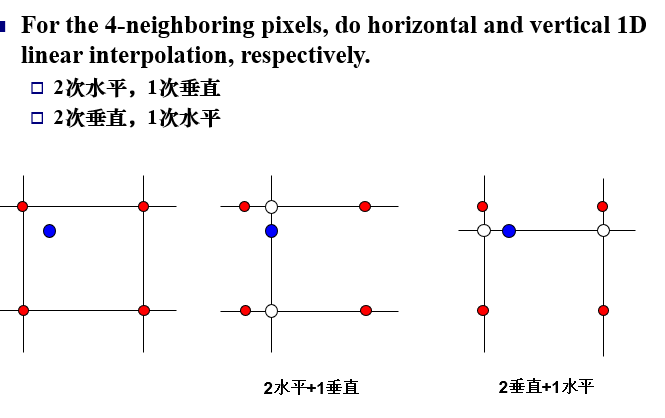 For the 4-neighboring pixels, do horizontal and vertical 1D
linear interpolation, respectively.
2次水平，1次垂直
2次垂直，1次水平
2水平+1垂直
2垂直+1水平